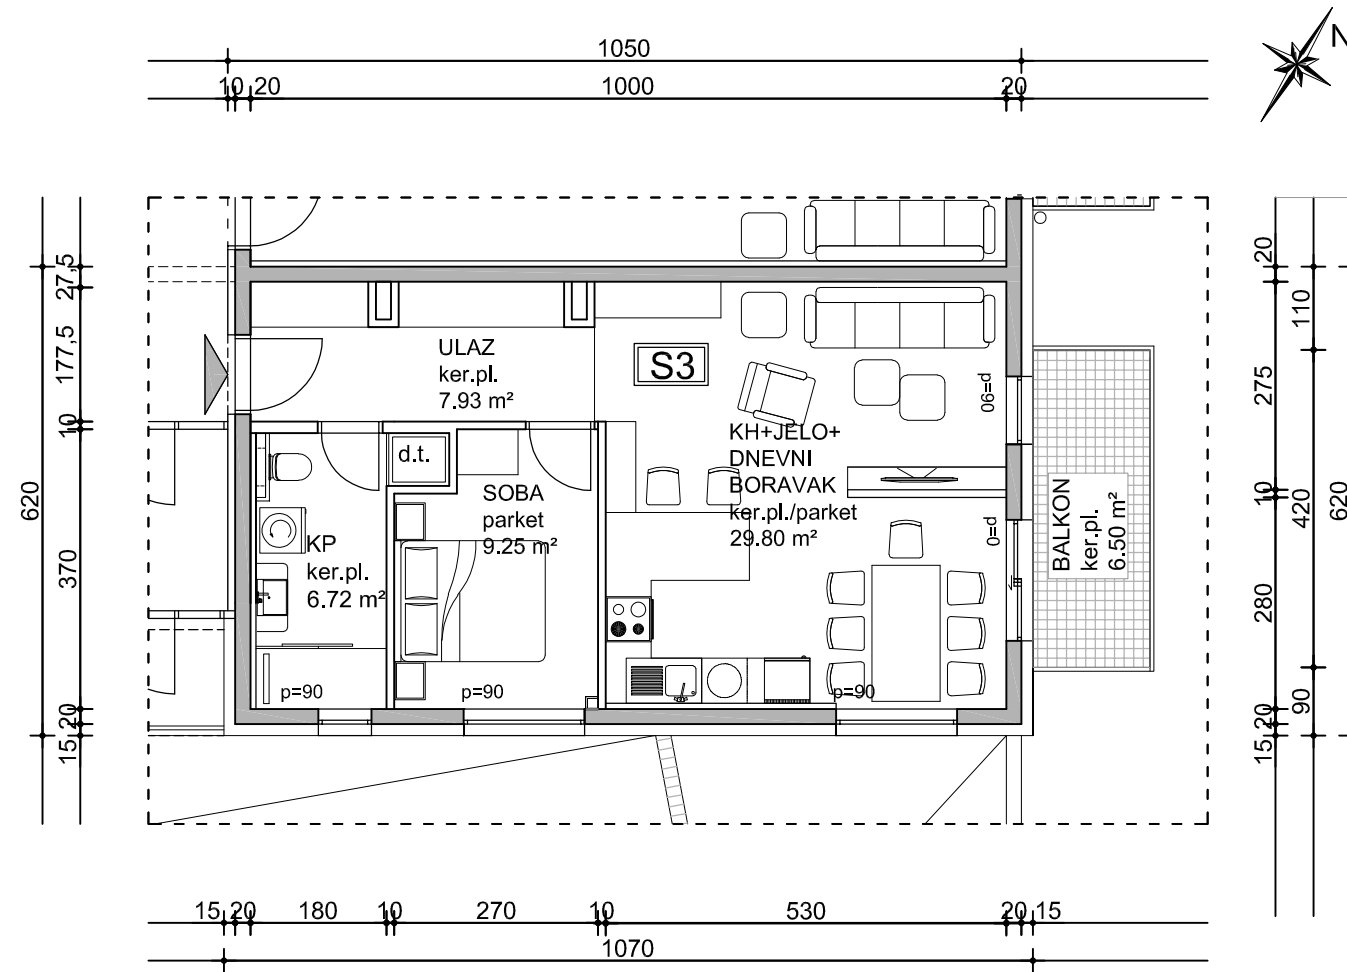 1050
10 20 1000 20
N
ULAZ
ker.pl.
7.93 m²
S3
KH+JELO+
DNEVNI
BORAVAK
ker.pl./parket
29.80 m²
d.t.
SOBA
parket
9.25 m²
KP
ker.pl.
6.72 m²
p=90
p=90
p=90
p=90
p=0
BALKON
ker.pl.
6.50 m²
620
27,5
177,5
10
370
20
15
20
275
10
280
20
15
110
420
90
620
15 20 180 10 270 10 530 20 15
1070